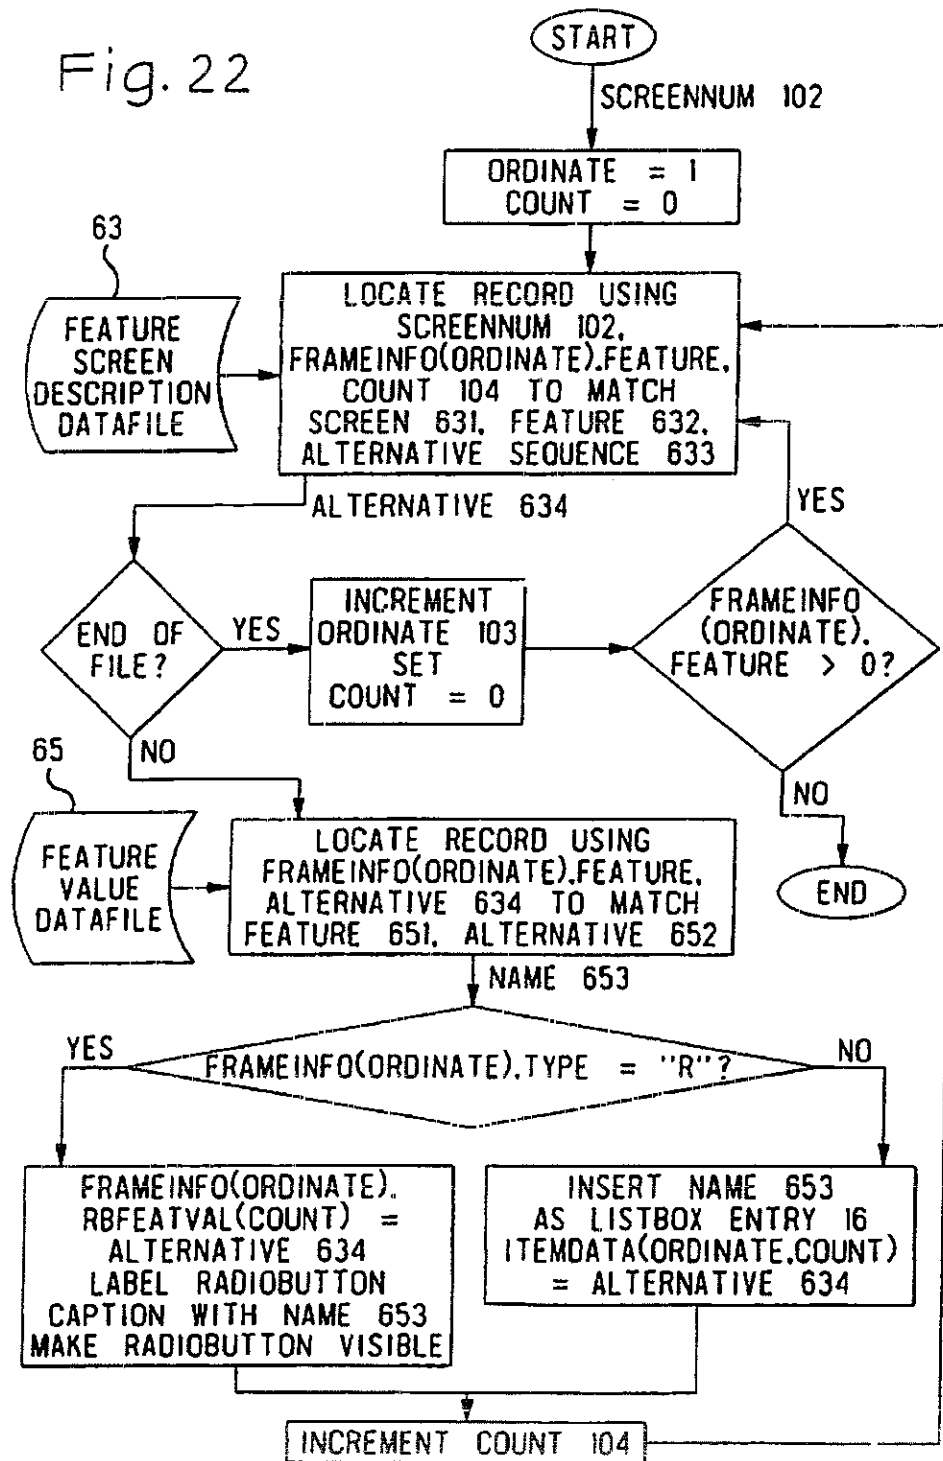 Fig. 22
START
SCREENNUM 102
ORDINATE = 1
COUNT = 0
63
FEATURE
SCREEN
DESCRIPTION
DATAFILE
LOCATE RECORD USING
SCREENNUM 102,
FRAMEINFO(ORDINATE).FEATURE,
COUNT 104 TO MATCH
SCREEN 631, FEATURE 632,
ALTERNATIVE SEQUENCE 633
ALTERNATIVE 634
YES
END OF
FILE?
YES
INCREMENT
ORDINATE 103
SET
COUNT = 0
FRAMEINFO
(ORDINATE).
FEATURE > 0?
NO
NO
END
65
FEATURE
VALUE
DATAFILE
LOCATE RECORD USING
FRAMEINFO(ORDINATE).FEATURE,
ALTERNATIVE 634 TO MATCH
FEATURE 651, ALTERNATIVE 652
NAME 653
YES
FRAMEINFO(ORDINATE).TYPE = "R"?
NO
FRAMEINFO(ORDINATE).
RBFEATVAL(COUNT) =
ALTERNATIVE 634
LABEL RADIOBUTTON
CAPTION WITH NAME 653
MAKE RADIOBUTTON VISIBLE
INSERT NAME 653
AS LISTBOX ENTRY 16
ITEMDATA(ORDINATE,COUNT)
= ALTERNATIVE 634
INCREMENT COUNT 104